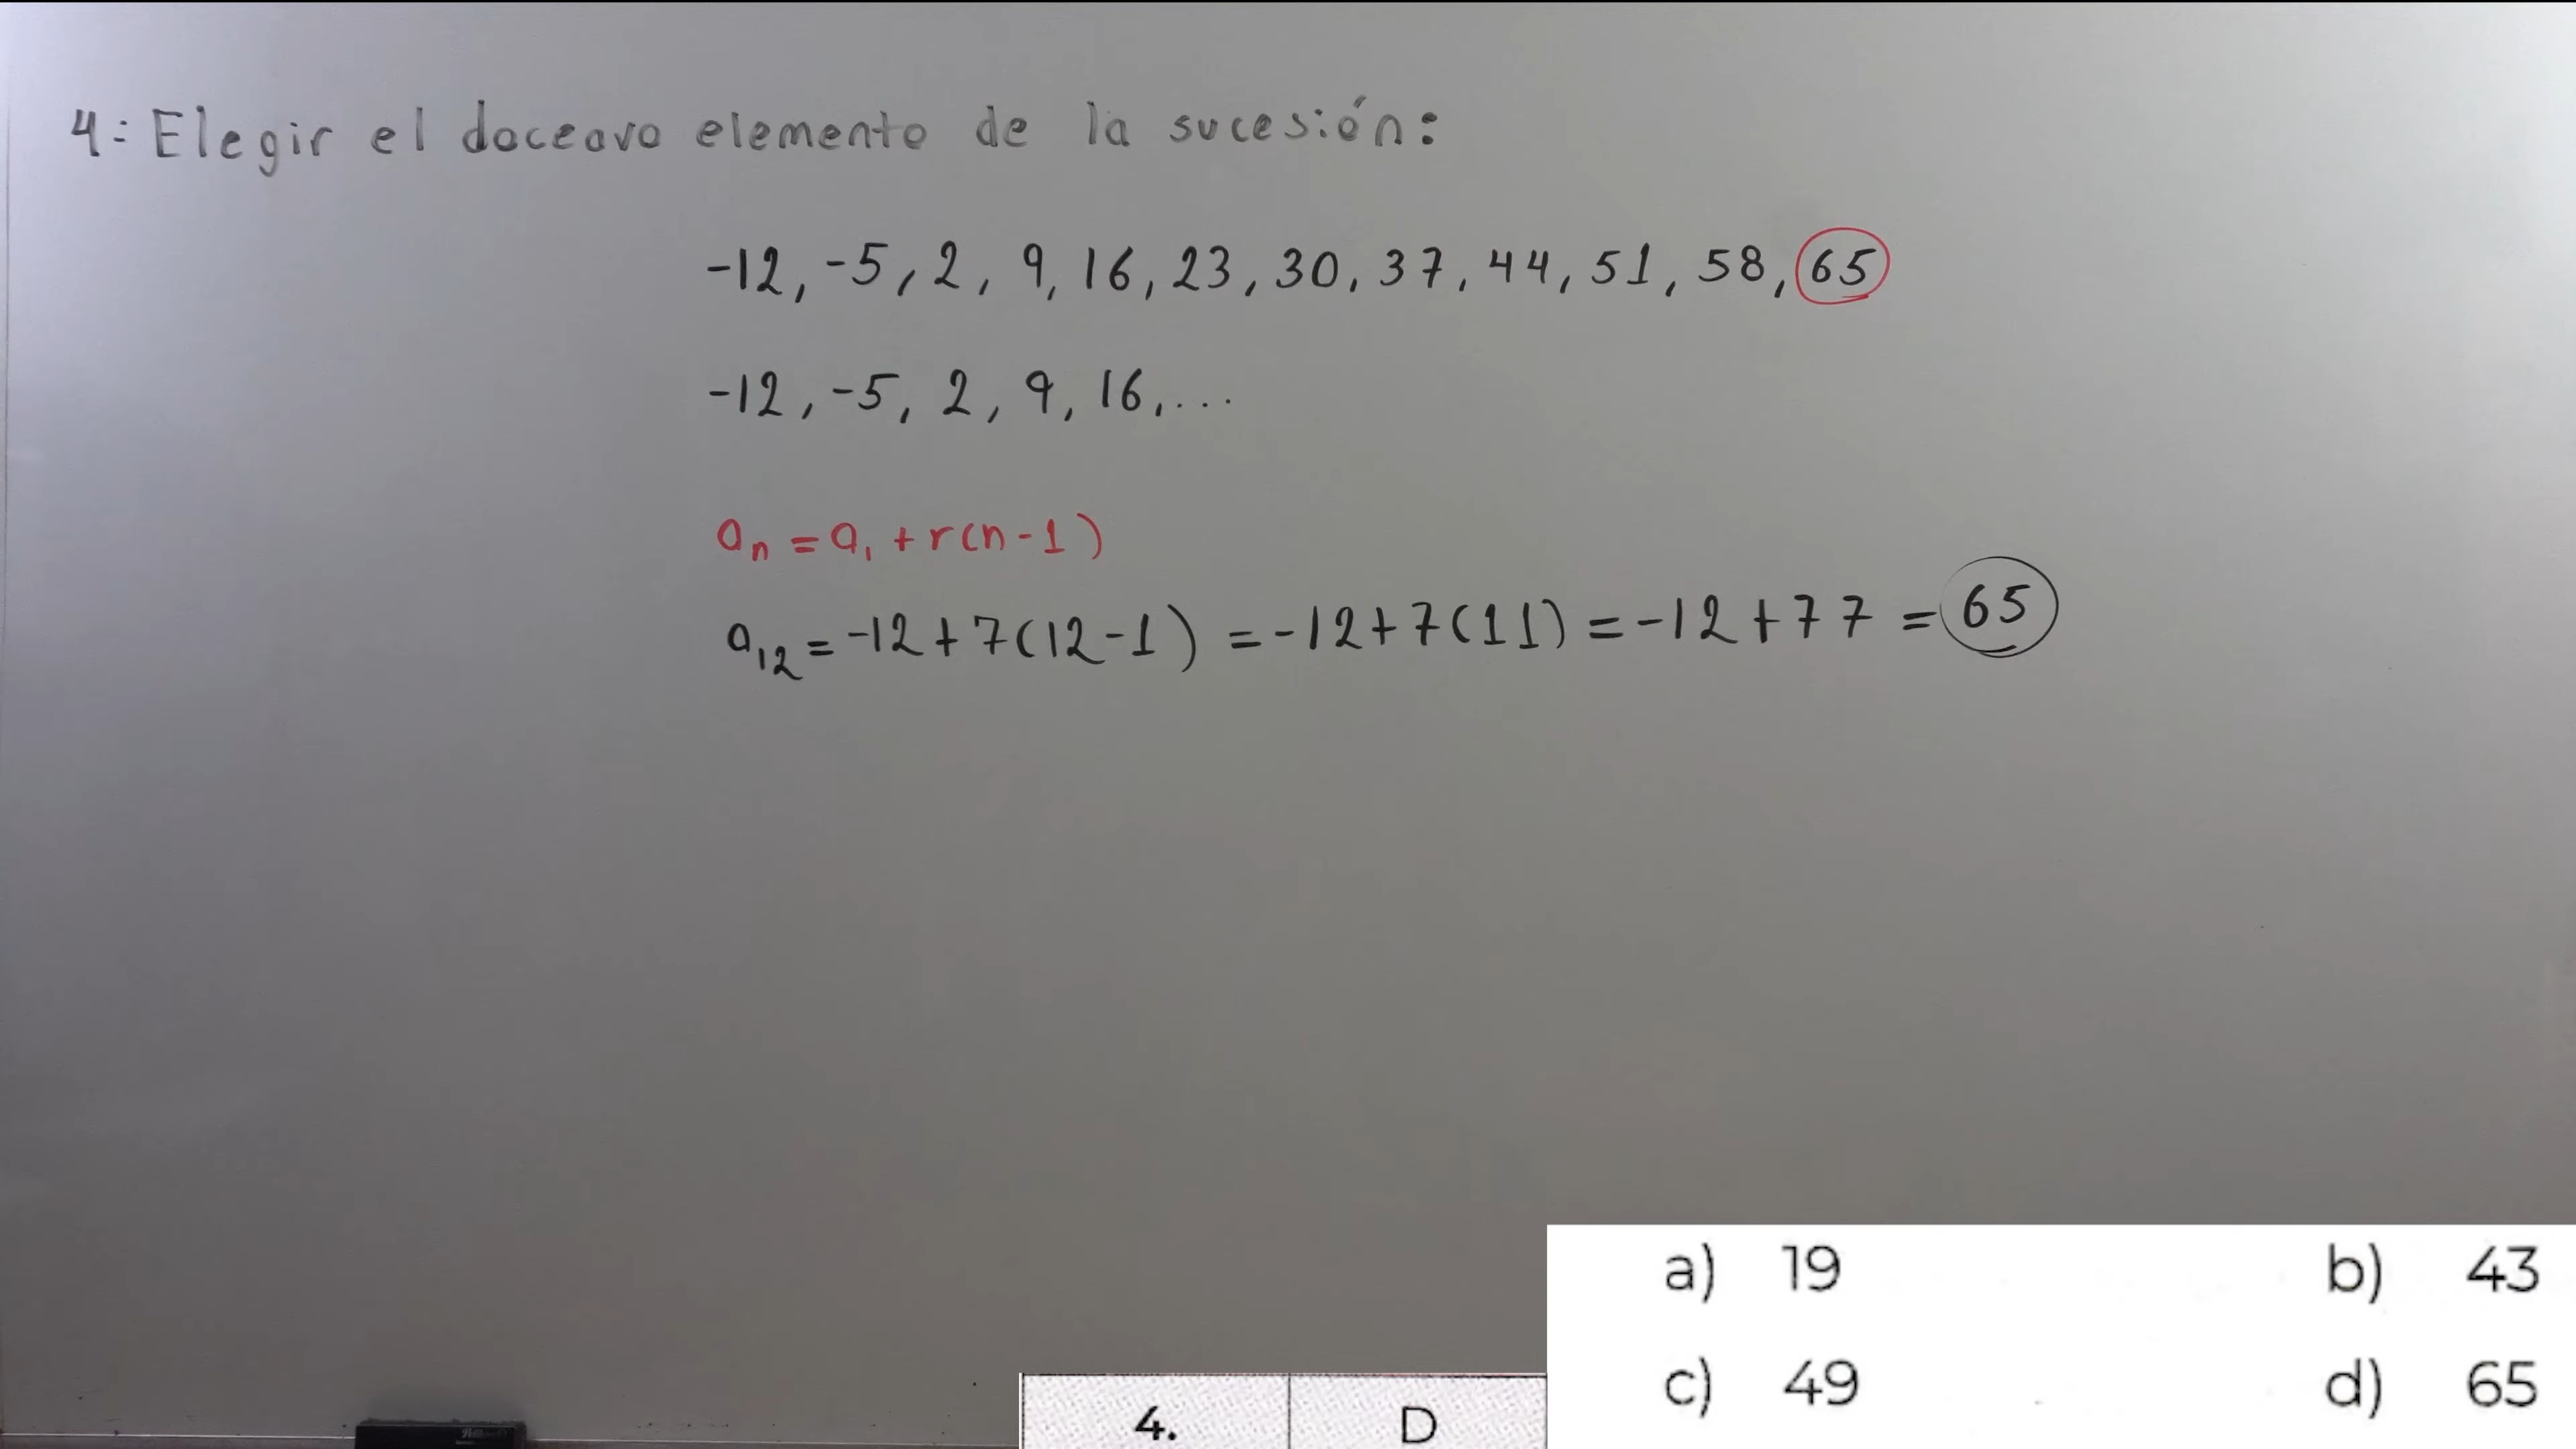 4: Elegir el doceavo elemento de la sucesión:
-12, -5, 2, 9, 16, 23, 30, 37, 44, 51, 58, 65
-12, -5, 2, 9, 16, ...
aₙ = a₁ + r(n-1)
a₁₂ = -12 + 7(12-1) = -12 + 7(11) = -12 + 77 = 65
a) 19 b) 43
c) 49 d) 65
4. D